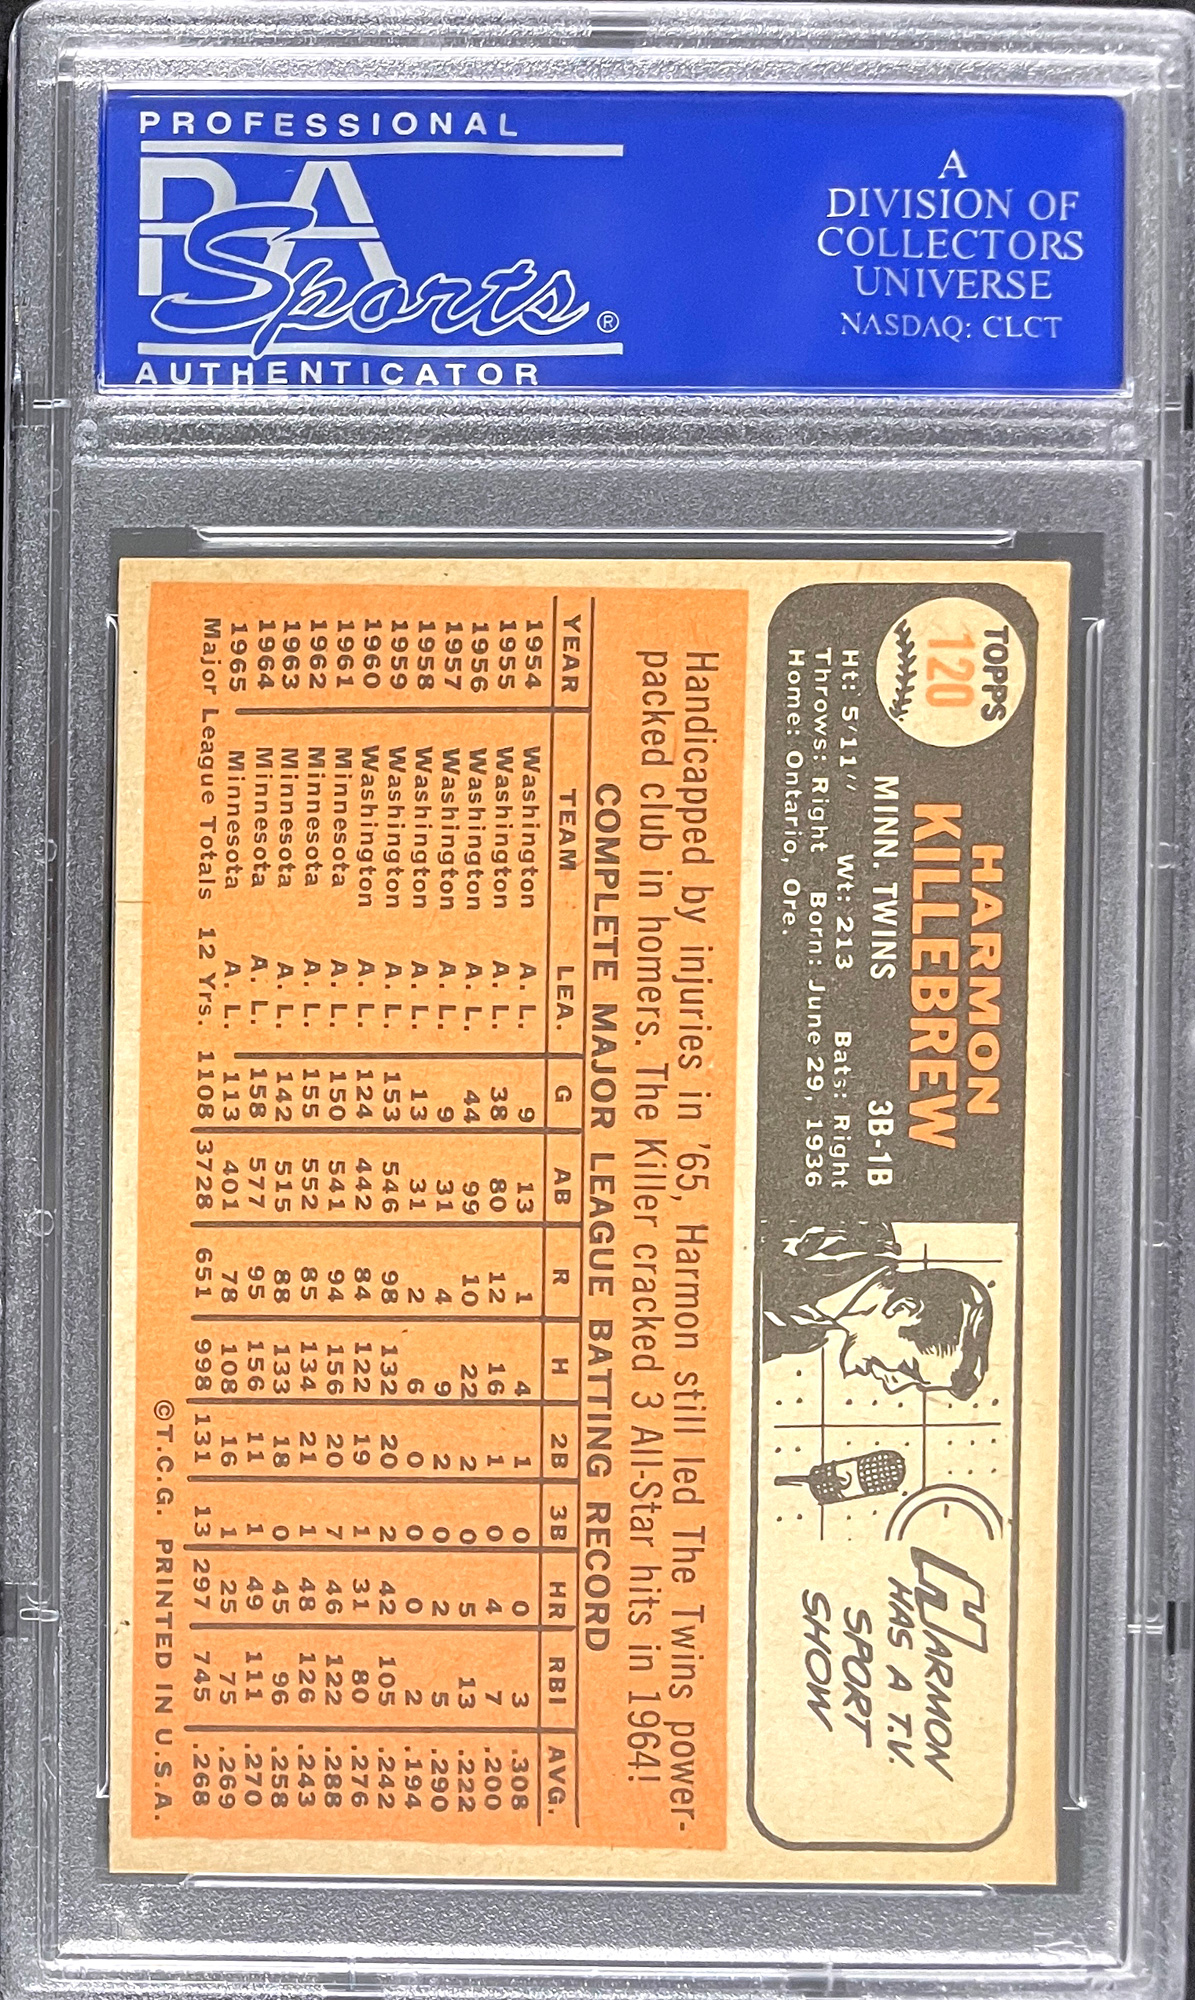 PROFESSIONAL
PSA
Sports®
AUTHENTICATOR
A
DIVISION OF
COLLECTORS
UNIVERSE
NASDAQ: CLCT
TOPPS
120
HARMON
KILLEBREW
MINN. TWINS 3B-1B
Ht: 5'11" Wt: 213 Bats: Right
Throws: Right Born: June 29, 1936
Home: Ontario, Ore.
HARMON
HAS A T.V.
SPORT
SHOW
Handicapped by injuries in '65, Harmon still led The Twins power-
packed club in homers. The Killer cracked 3 All-Star hits in 1964!
COMPLETE MAJOR LEAGUE BATTING RECORD
YEAR TEAM LEA. G AB R H 2B 3B HR RBI AVG.
1954 Washington A. L. 9 13 1 4 1 0 0 3 .308
1955 Washington A. L. 38 80 12 16 1 0 4 7 .200
1956 Washington A. L. 44 99 10 22 2 0 5 13 .222
1957 Washington A. L. 9 31 4 9 2 0 2 5 .290
1958 Washington A. L. 13 31 2 6 0 0 0 2 .194
1959 Washington A. L. 153 546 98 132 20 2 42 105 .242
1960 Washington A. L. 124 442 84 122 19 1 31 80 .276
1961 Minnesota A. L. 150 541 94 156 20 7 46 122 .288
1962 Minnesota A. L. 155 552 85 134 21 1 48 126 .243
1963 Minnesota A. L. 142 515 88 133 18 0 45 96 .258
1964 Minnesota A. L. 158 577 95 156 11 1 49 111 .270
1965 Minnesota A. L. 113 401 78 108 16 1 25 75 .269
Major League Totals 12 Yrs. 1108 3728 651 998 131 13 297 745 .268
©T.C.G. PRINTED IN U.S.A.